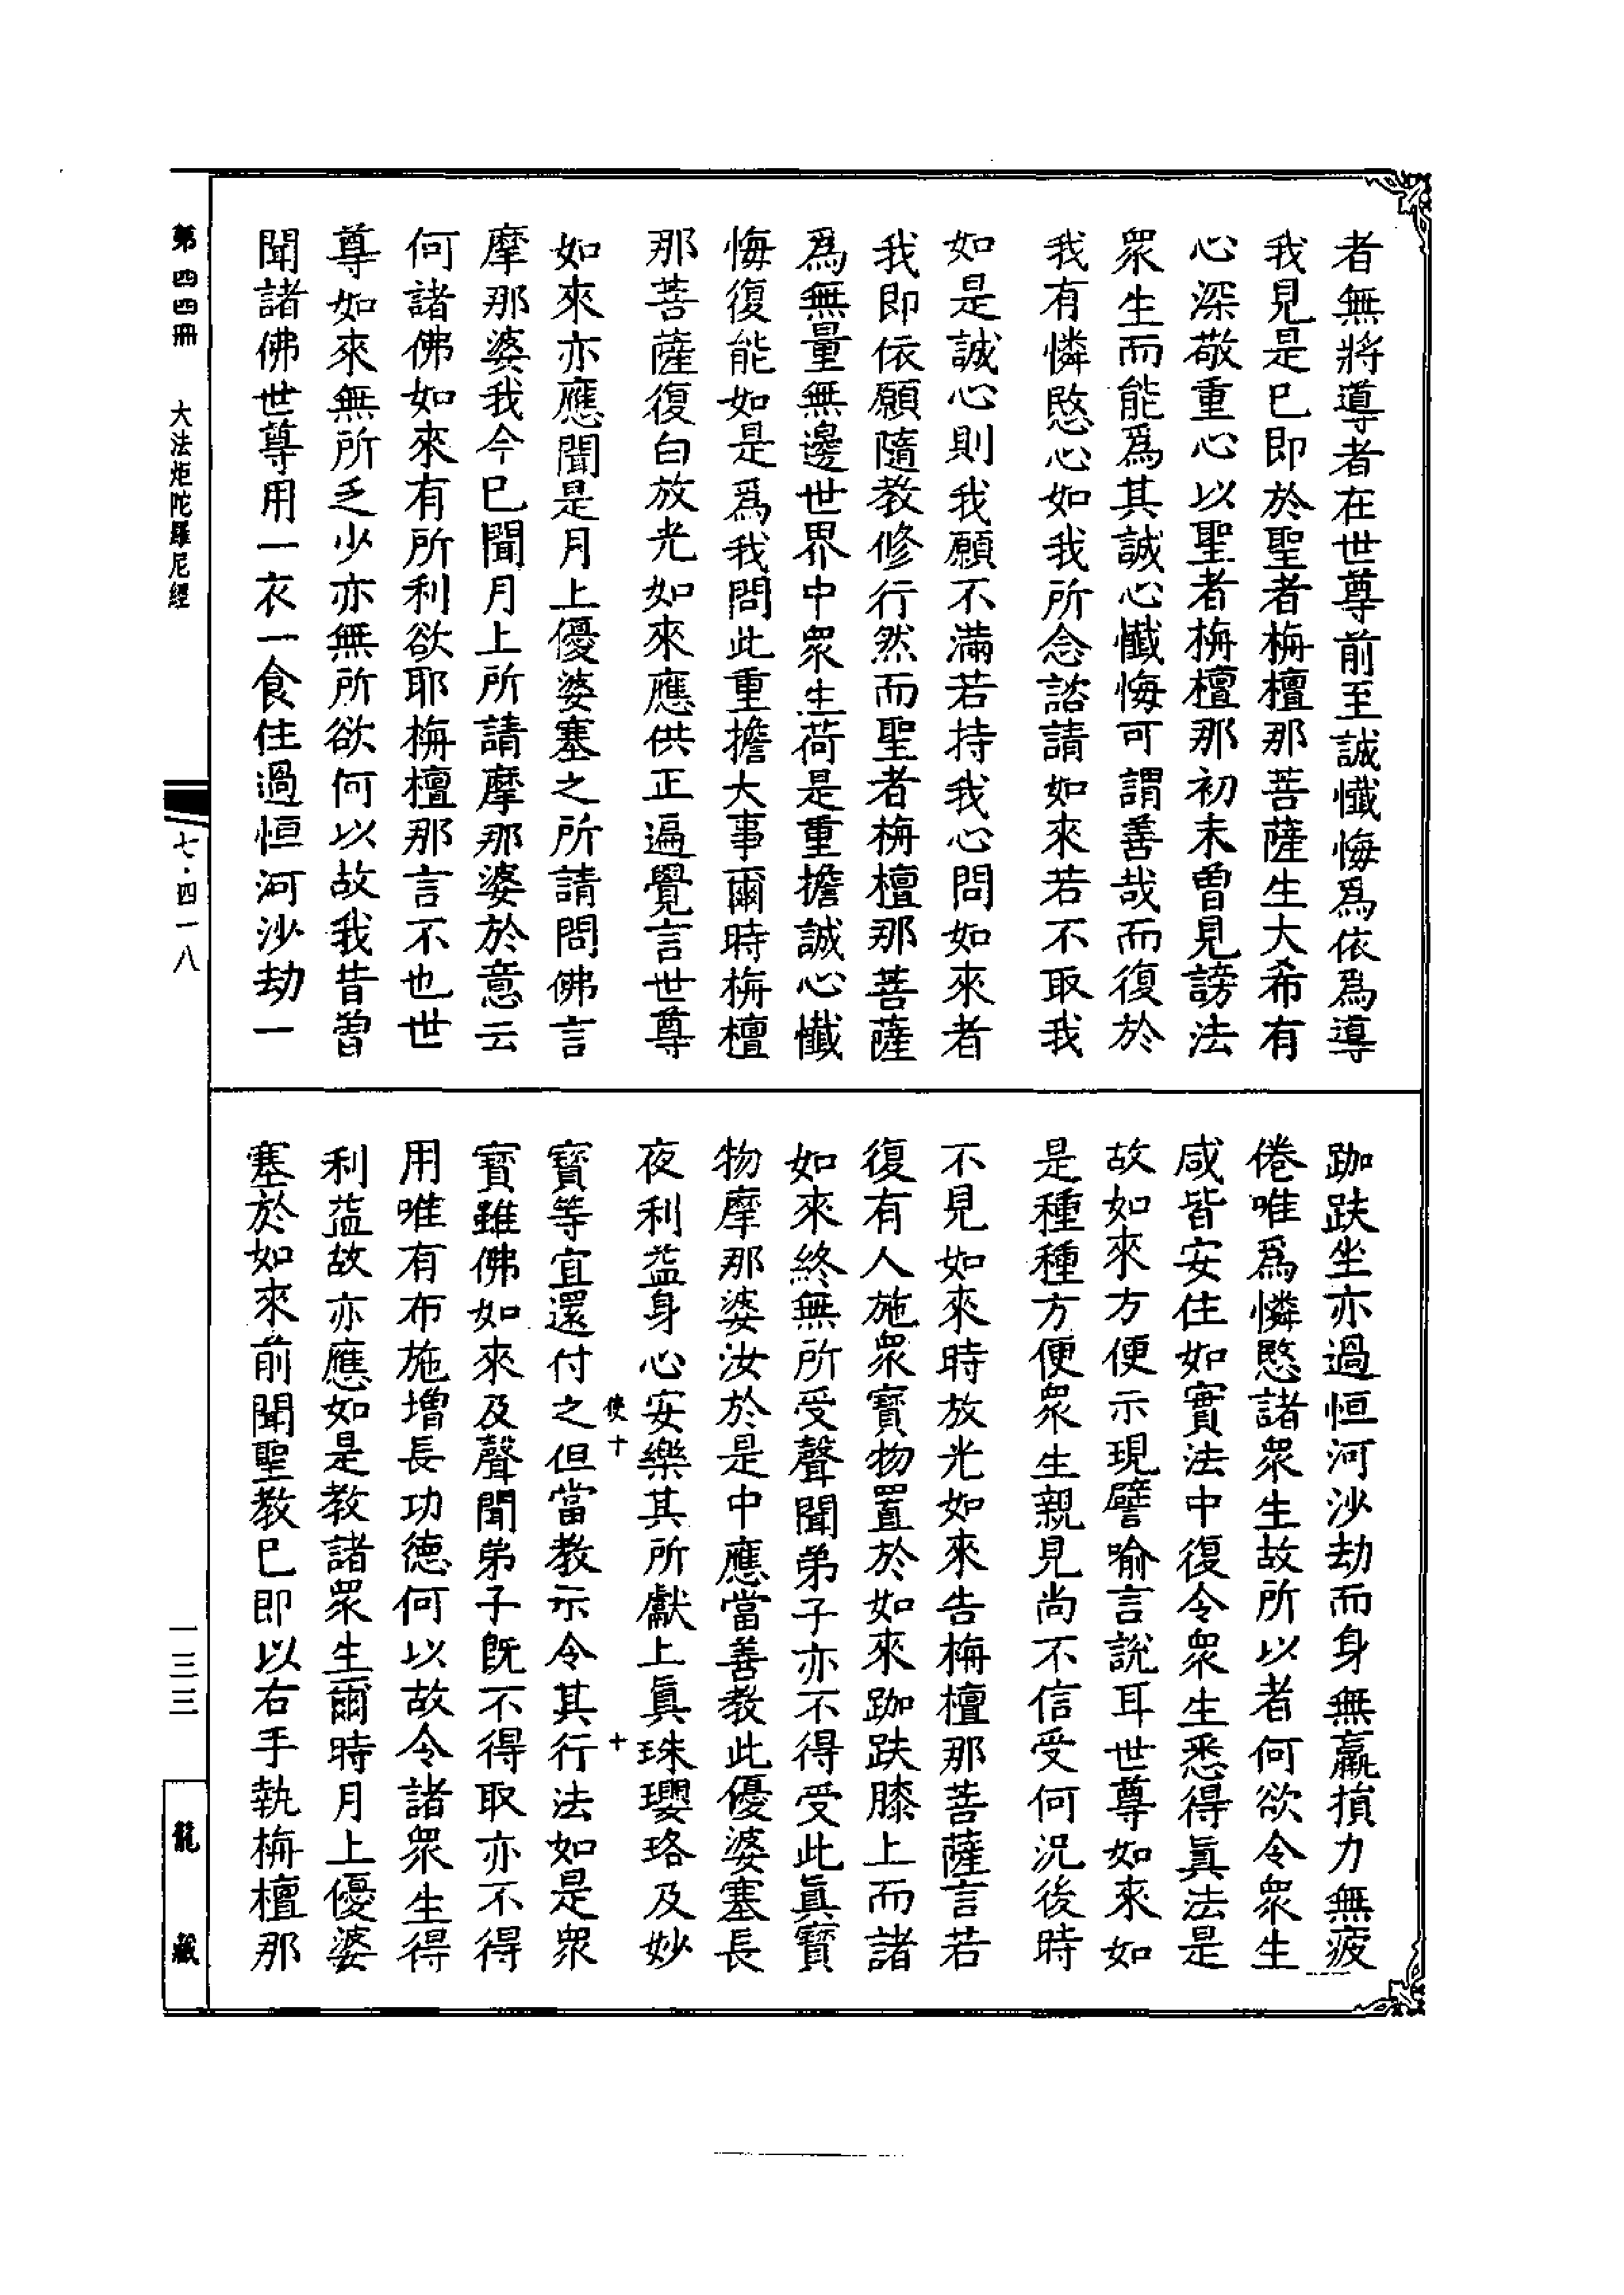 者無將導者在世尊前至誠懺悔爲依爲導
我見是已即於聖者栴檀那菩薩生大希有
心深敬重心以聖者栴檀那初未曾見謗法
眾生而能爲其誠心懺悔可謂善哉而復於
我有憐愍心如我所念諮請如來若不取我
如是誠心則我願不滿若持我心問如來者
我即依願隨教修行然而聖者栴檀那菩薩
爲無量無邊世界中眾生荷是重擔誠心懺
悔復能如是爲我問此重擔大事爾時栴檀
那菩薩復白放光如來應供正遍覺言世尊
如來亦應聞是月上優婆塞之所請問佛言
摩那婆我今已聞月上所請摩那婆於意云
何諸佛如來有所利欲耶栴檀那言不也世
尊如來無所乏少亦無所欲何以故我昔曾
聞諸佛世尊用一衣一食住過恒河沙劫一
跏趺坐亦過恒河沙劫而身無羸損力無疲
倦唯爲憐愍諸眾生故所以者何欲令眾生
咸皆安住如實法中復令眾生悉得眞法是
故如來方便示現譬喻言說耳世尊如來如
是種種方便眾生親見尚不信受何況後時
不見如來時放光如來告栴檀那菩薩言若
復有人施眾寶物置於如來跏趺膝上而諸
如來終無所受聲聞弟子亦不得受此眞寶
物摩那婆汝於是中應當善教此優婆塞長
夜利益身心安樂其所獻上眞珠瓔珞及妙
使十　十
寶等宜還付之但當教示令其行法如是眾
寶雖佛如來及聲聞弟子旣不得取亦不得
用唯有布施增長功德何以故令諸眾生得
利益故亦應如是教諸眾生爾時月上優婆
塞於如來前聞聖教已即以右手執栴檀那
第四四冊　大法炬陀羅尼經　七·四一八　一三三　龍藏